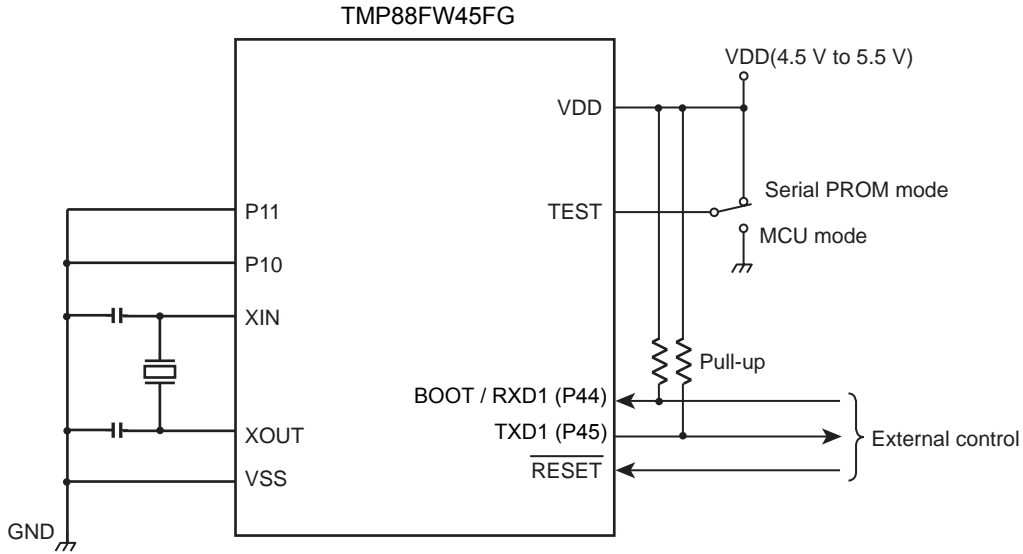 TMP88FW45FG
VDD(4.5 V to 5.5 V)
VDD
Serial PROM mode
P11
TEST
MCU mode
P10
XIN
Pull-up
BOOT / RXD1 (P44)
XOUT
TXD1 (P45)
External control
RESET
VSS
GND